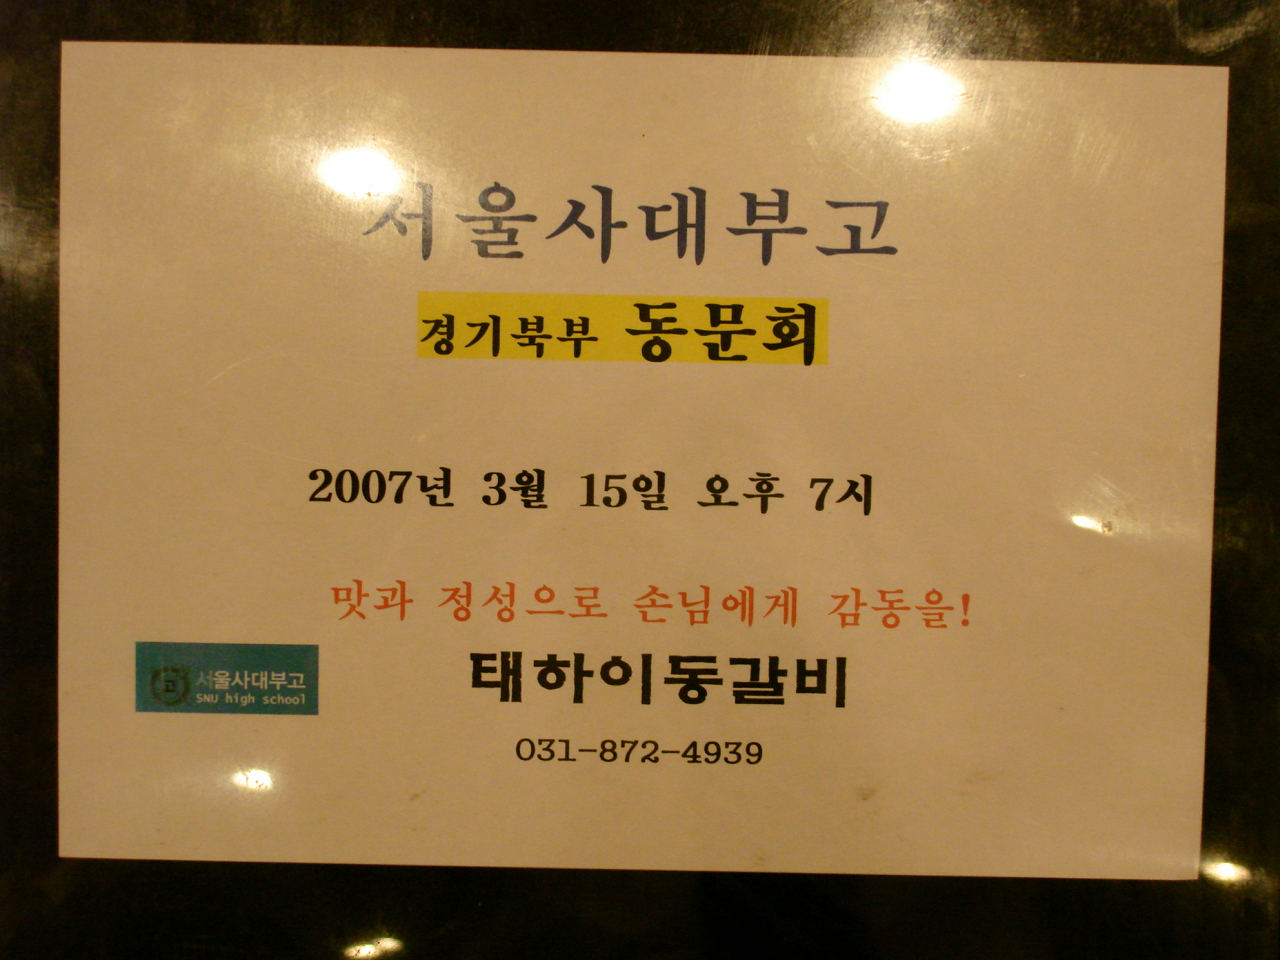 서울사대부고
경기북부 동문회
2007년 3월 15일 오후 7시
맛과 정성으로 손님에게 감동을!
태하이동갈비
031-872-4939
고
서울사대부고
SNU high school